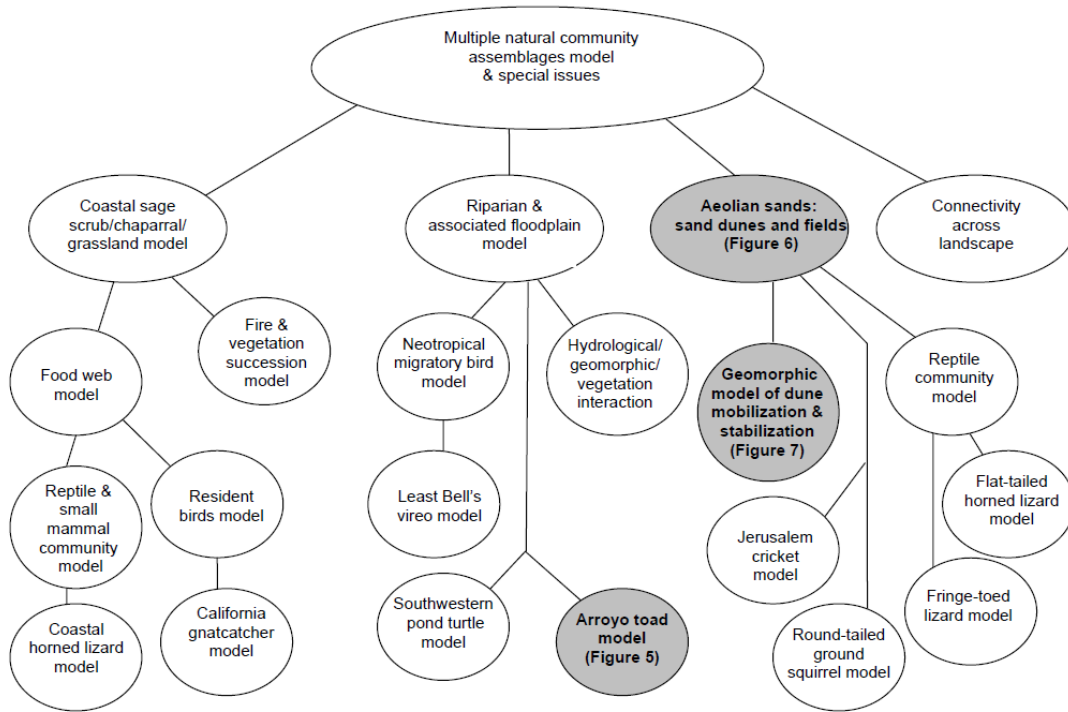 Multiple natural community
assemblages model
& special issues
Coastal sage
scrub/chaparral/
grassland model
Riparian &
associated floodplain
model
Aeolian sands:
sand dunes and fields
(Figure 6)
Connectivity
across
landscape
Food web
model
Fire &
vegetation
succession
model
Neotropical
migratory bird
model
Hydrological/
geomorphic/
vegetation
interaction
Geomorphic
model of dune
mobilization &
stabilization
(Figure 7)
Reptile
community
model
Reptile &
small
mammal
community
model
Resident
birds model
Least Bell's
vireo model
Jerusalem
cricket
model
Flat-tailed
horned lizard
model
Coastal
horned lizard
model
California
gnatcatcher
model
Southwestern
pond turtle
model
Arroyo toad
model
(Figure 5)
Round-tailed
ground
squirrel model
Fringe-toed
lizard model